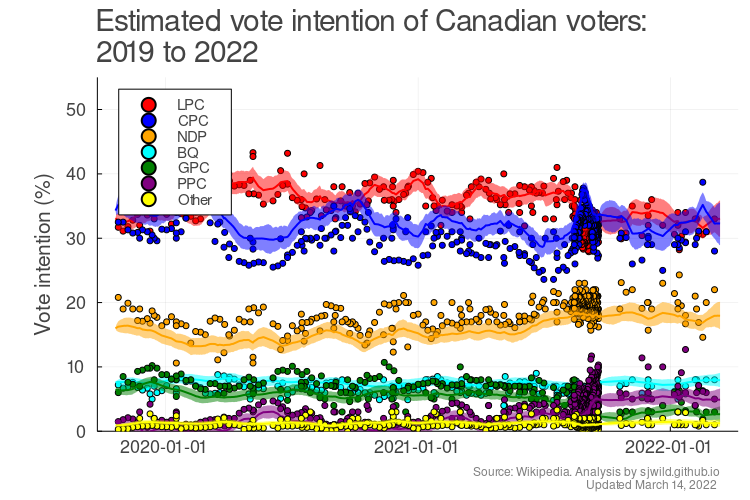 Estimated vote intention of Canadian voters:
2019 to 2022
Vote intention (%)
50
40
30
20
10
0
LPC
CPC
NDP
BQ
GPC
PPC
Other
2020-01-01
2021-01-01
2022-01-01
Source: Wikipedia. Analysis by sjwild.github.io
Updated March 14, 2022